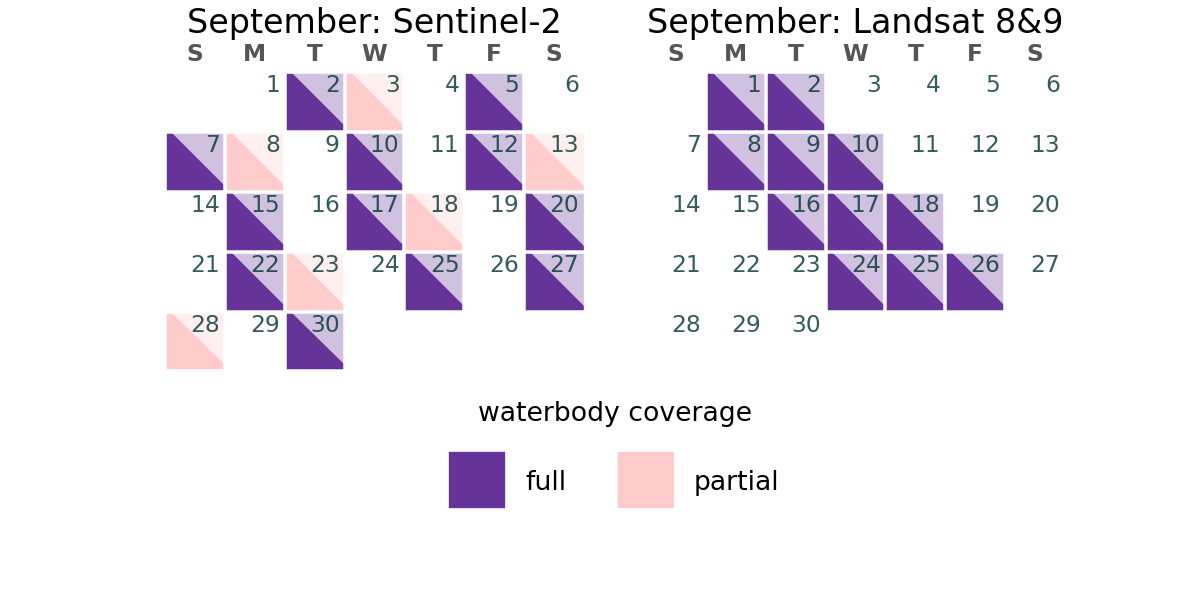 September: Sentinel-2
S M T W T F S
1 2 3 4 5 6
7 8 9 10 11 12 13
14 15 16 17 18 19 20
21 22 23 24 25 26 27
28 29 30
September: Landsat 8&9
S M T W T F S
1 2 3 4 5 6
7 8 9 10 11 12 13
14 15 16 17 18 19 20
21 22 23 24 25 26 27
28 29 30
waterbody coverage
full partial